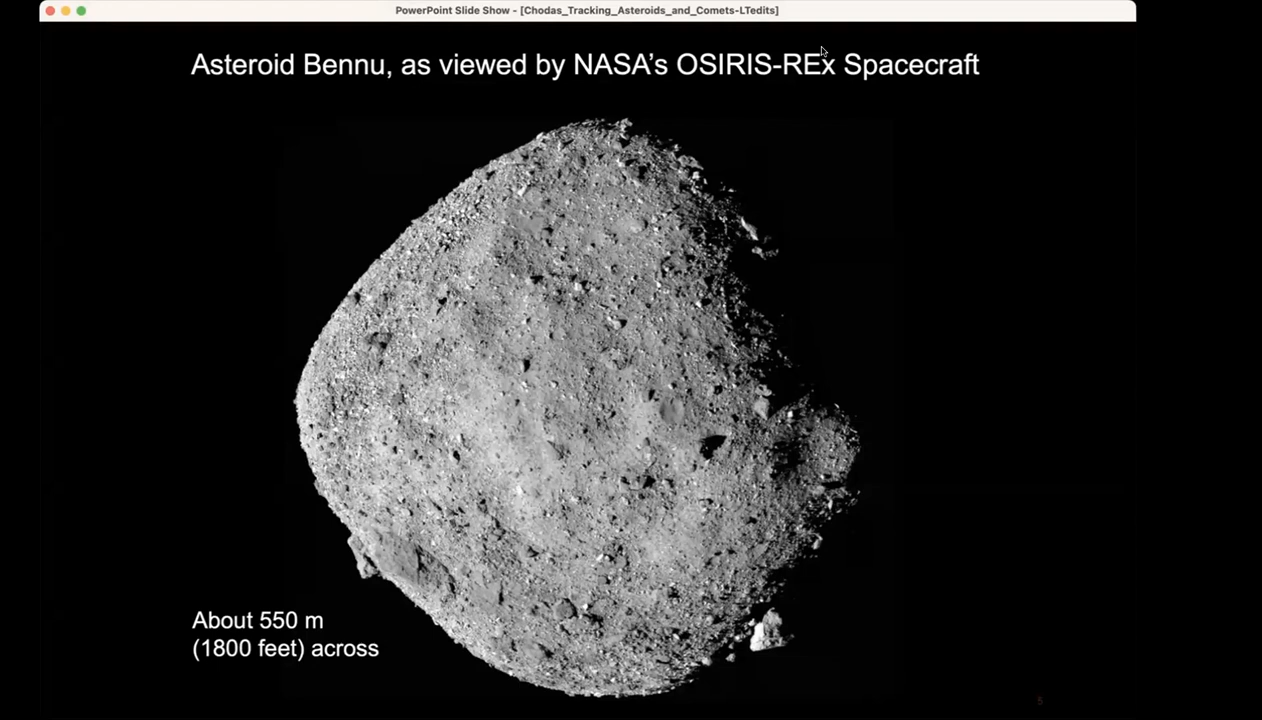 PowerPoint Slide Show - [Chodas_Tracking_Asteroids_and_Comets-LTedits]
Asteroid Bennu, as viewed by NASA's OSIRIS-REx Spacecraft
About 550 m
(1800 feet) across
5